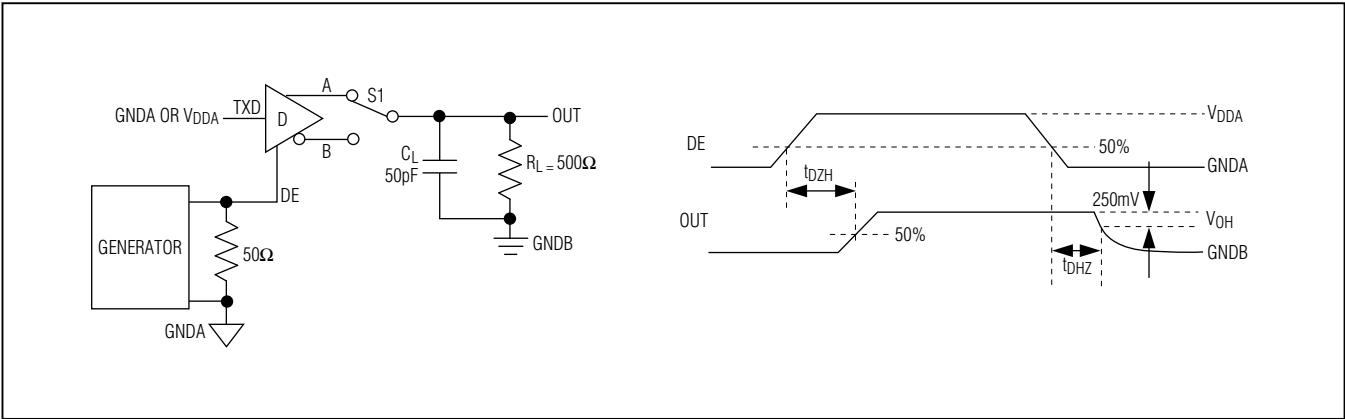 GNDA OR VDDA
TXD
D
A
S1
B
OUT
CL
50pF
RL = 500Ω
DE
GENERATOR
50Ω
GNDA
GNDB
DE
VDDA
50%
GNDA
tDZH
250mV
OUT
VOH
50%
GNDB
tDHZ